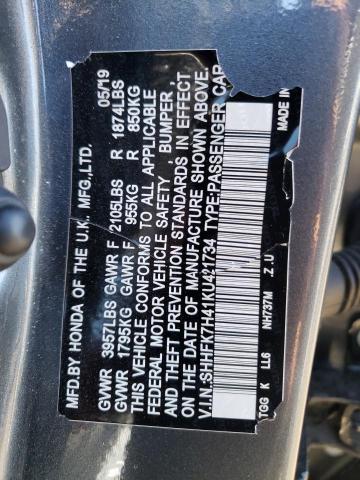 MFD.BY HONDA OF THE U.K. MFG.,LTD. 05/19
GVWR 3957LBS GAWR F 2105LBS R 1874LBS
GVWR 1795KG GAWR F 955KG R 850KG
THIS VEHICLE CONFORMS TO ALL APPLICABLE
FEDERAL MOTOR VEHICLE SAFETY , BUMPER,
AND THEFT PREVENTION STANDARDS IN EFFECT
ON THE DATE OF MANUFACTURE SHOWN ABOVE.
V.I.N.:SHHFK7H41KU421734 TYPE:PASSENGER CAR
TGG K LL6 NH737M .Z.U MADE IN